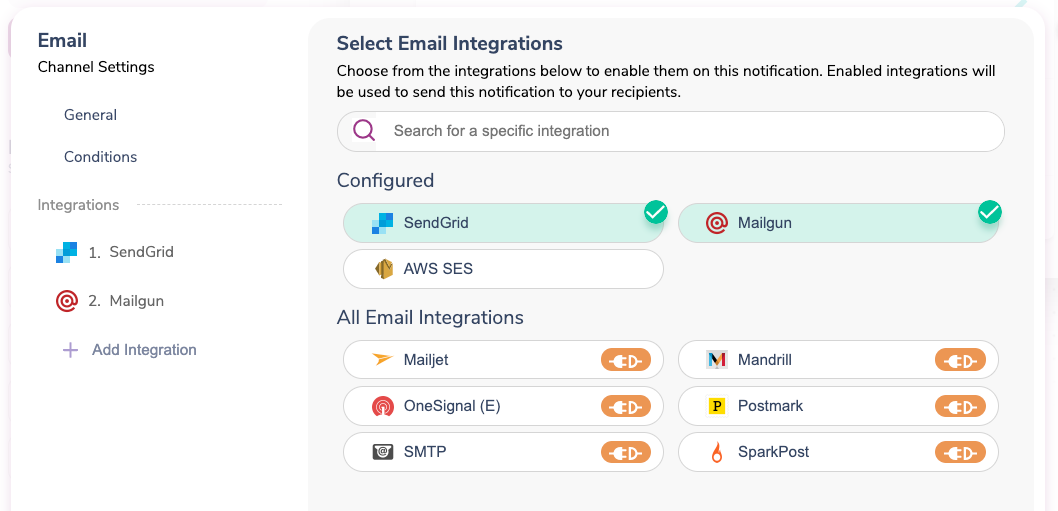 Email
Channel Settings
General
Conditions
Integrations
1. SendGrid
2. Mailgun
Add Integration
Select Email Integrations
Choose from the integrations below to enable them on this notification. Enabled integrations will
be used to send this notification to your recipients.
Search for a specific integration
Configured
SendGrid
Mailgun
AWS SES
All Email Integrations
Mailjet
Mandrill
OneSignal (E)
Postmark
SMTP
SparkPost